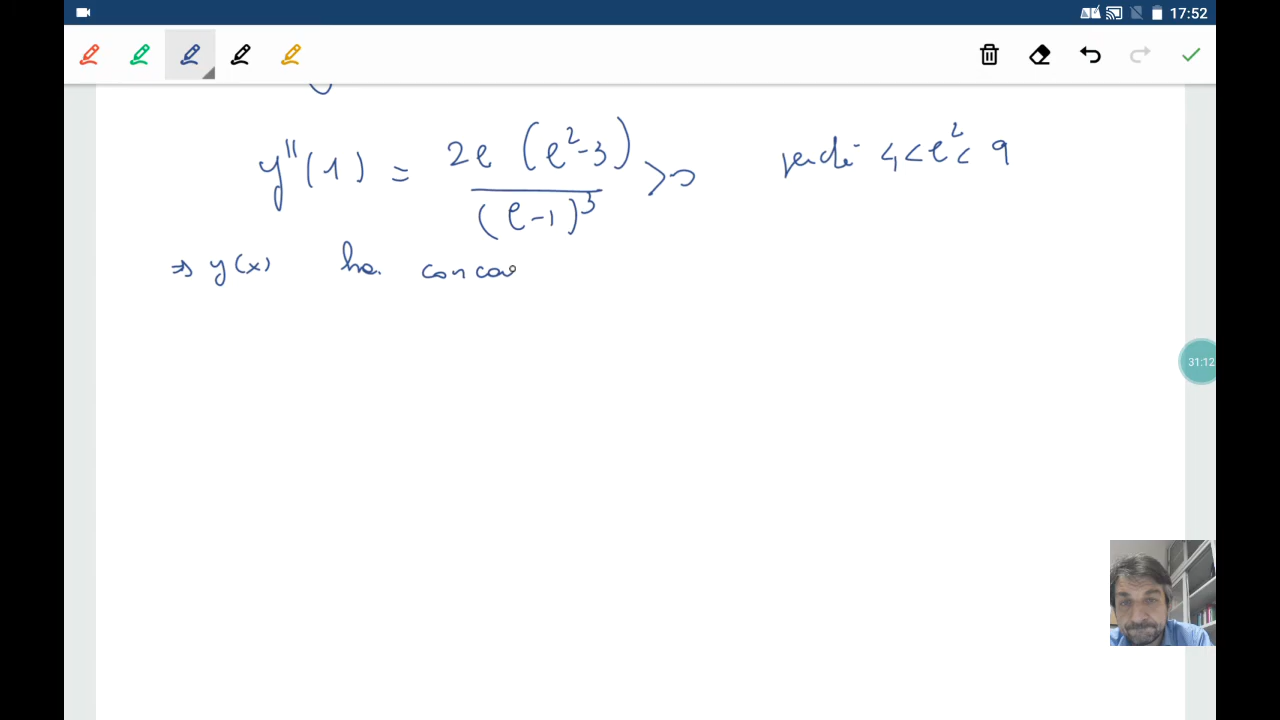 17:52
y''(1) = 2e (e²-3) / (e-1)³ >0 perché 4<e²<9
⇒ y(x) ha concav
31:12